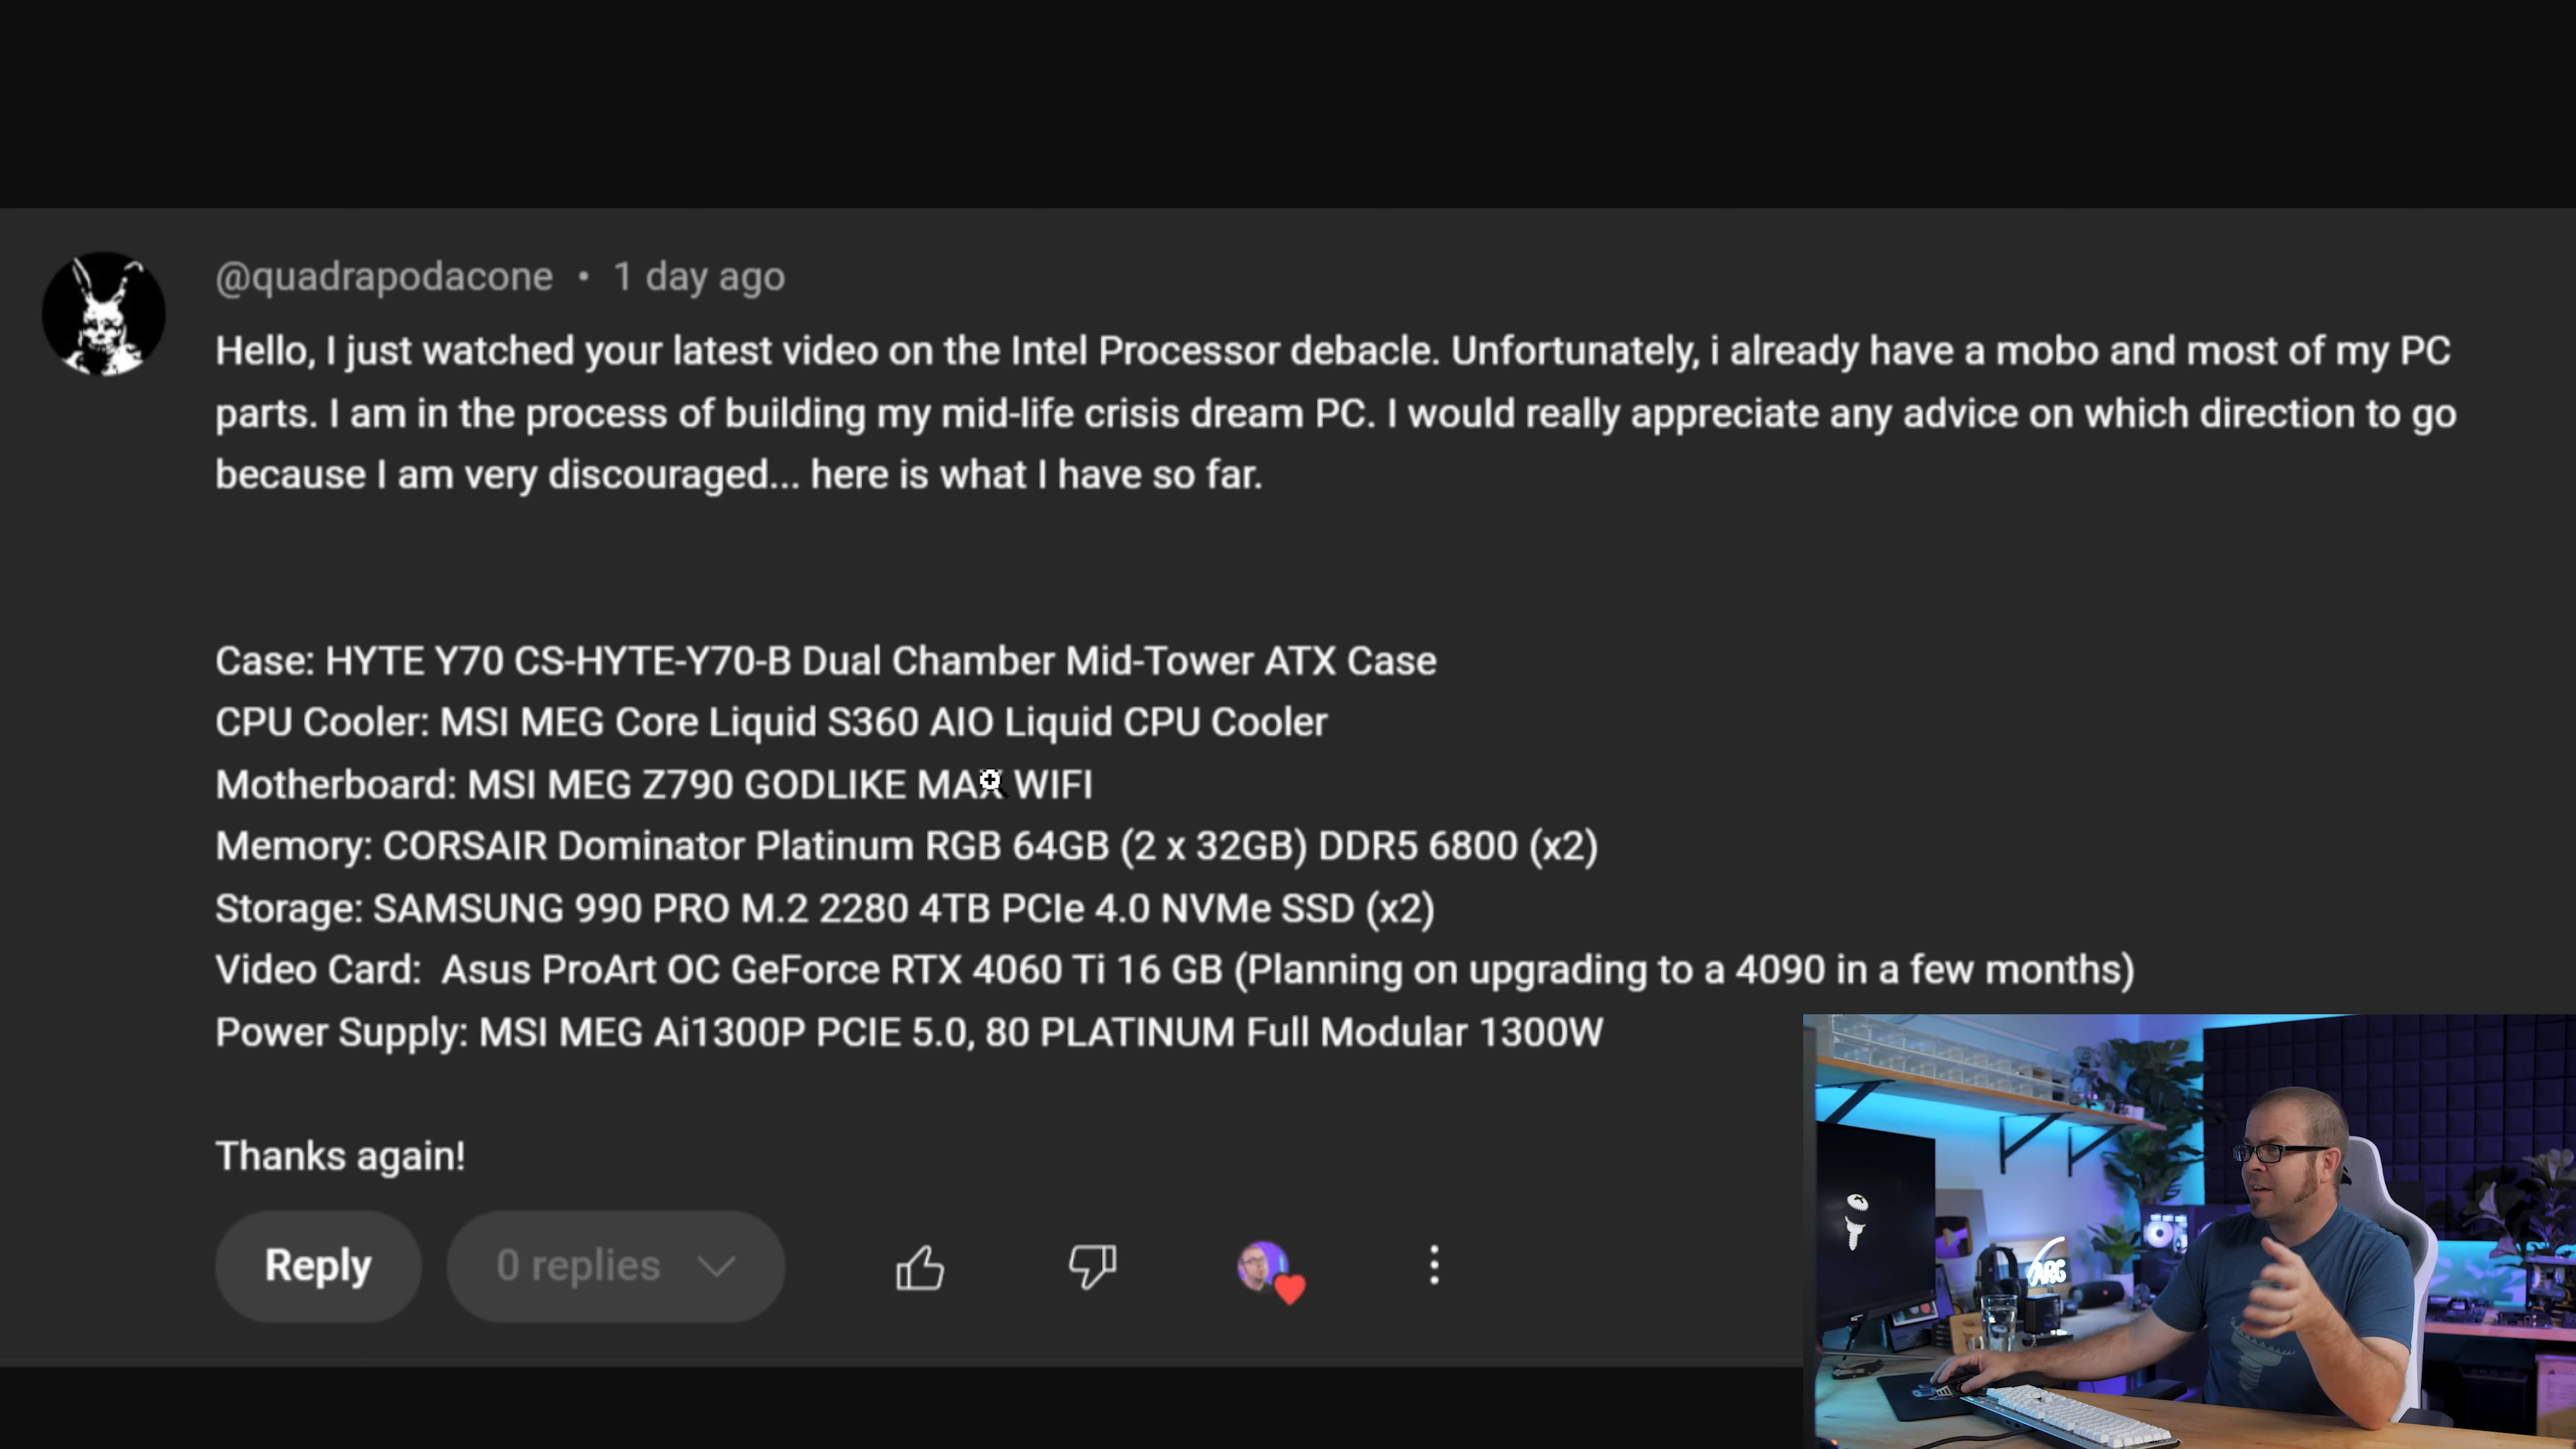 @quadrapodacone • 1 day ago
Hello, I just watched your latest video on the Intel Processor debacle. Unfortunately, i already have a mobo and most of my PC
parts. I am in the process of building my mid-life crisis dream PC. I would really appreciate any advice on which direction to go
because I am very discouraged... here is what I have so far.
Case: HYTE Y70 CS-HYTE-Y70-B Dual Chamber Mid-Tower ATX Case
CPU Cooler: MSI MEG Core Liquid S360 AIO Liquid CPU Cooler
Motherboard: MSI MEG Z790 GODLIKE MAX WIFI
Memory: CORSAIR Dominator Platinum RGB 64GB (2 x 32GB) DDR5 6800 (x2)
Storage: SAMSUNG 990 PRO M.2 2280 4TB PCIe 4.0 NVMe SSD (x2)
Video Card:  Asus ProArt OC GeForce RTX 4060 Ti 16 GB (Planning on upgrading to a 4090 in a few months)
Power Supply: MSI MEG Ai1300P PCIE 5.0, 80 PLATINUM Full Modular 1300W
Thanks again!
Reply
0 replies
ARC